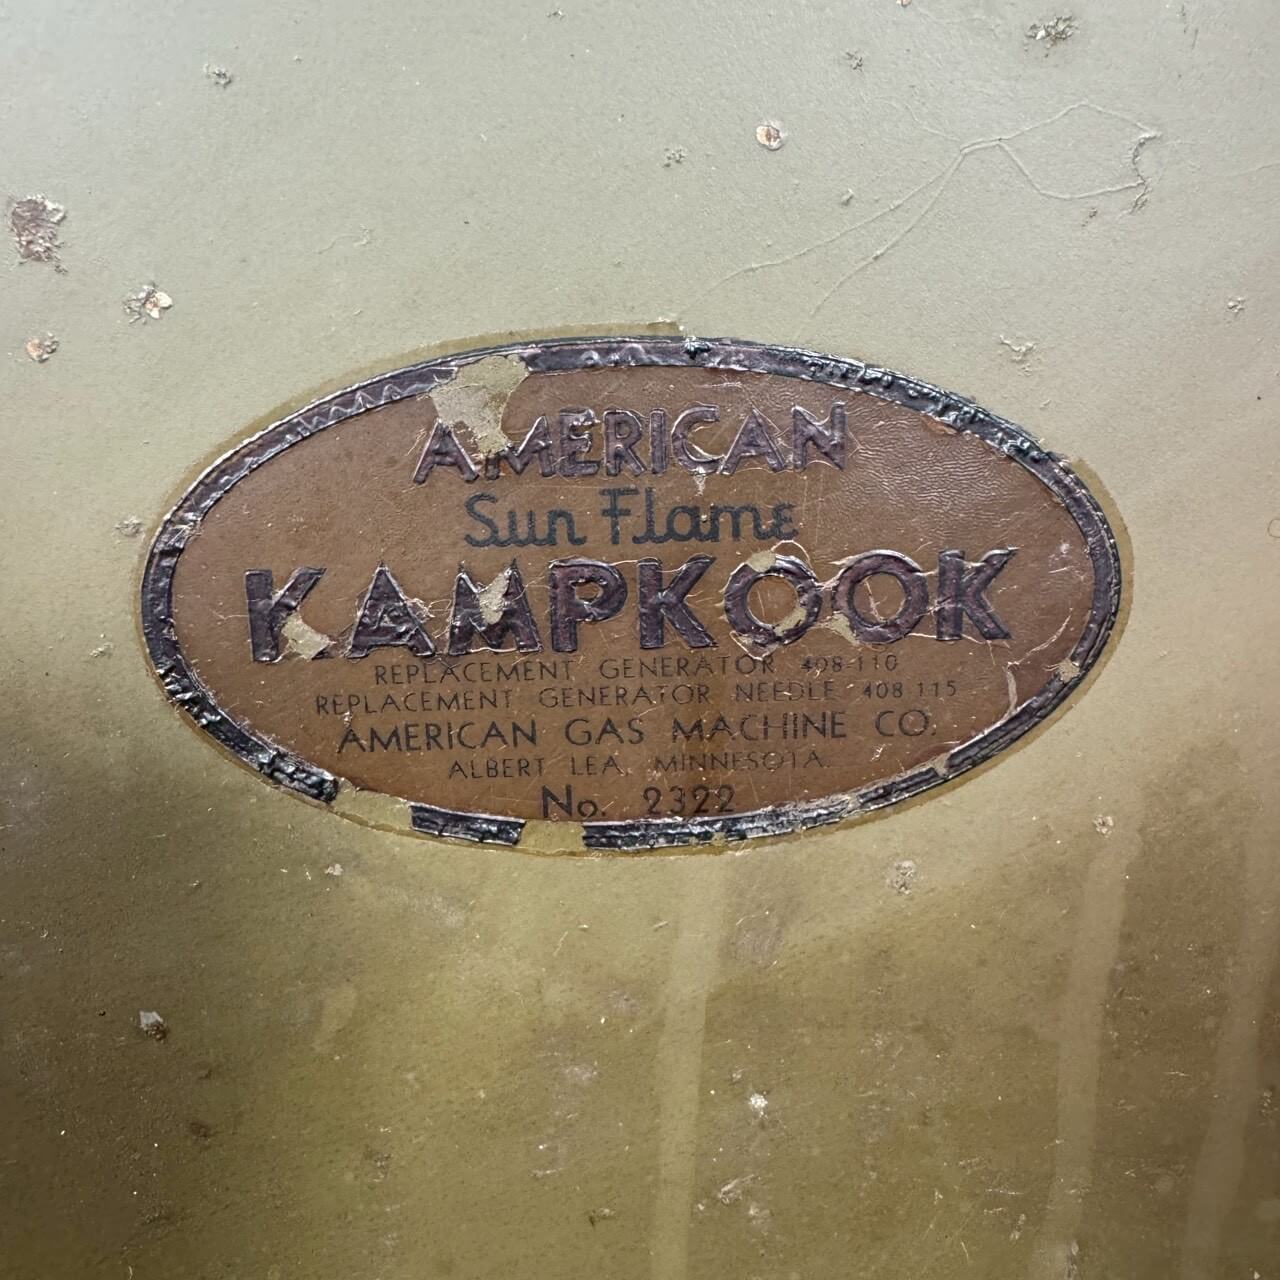 AMERICAN
Sun Flame
KAMPKOOK
REPLACEMENT GENERATOR 408-110
REPLACEMENT GENERATOR NEEDLE 408 115
AMERICAN GAS MACHINE CO.
ALBERT LEA, MINNESOTA.
No. 2322